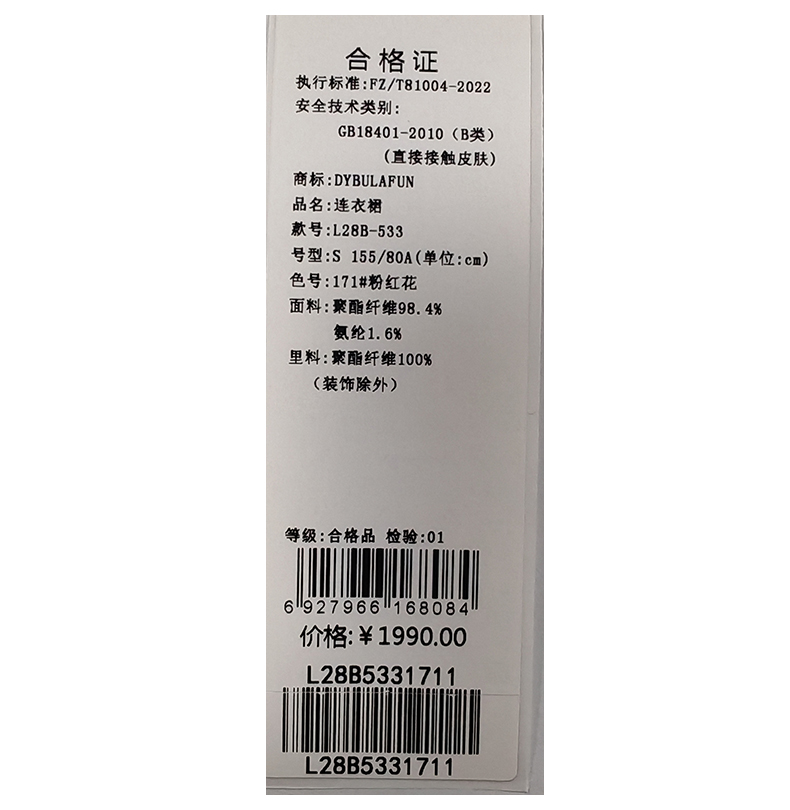 合格证
执行标准:FZ/T81004-2022
安全技术类别:
GB18401-2010（B类）
(直接接触皮肤)
商标:DYBULAFUN
品名:连衣裙
款号:L28B-533
号型:S 155/80A(单位:cm)
色号:171#粉红花
面料:聚酯纤维98.4%
氨纶1.6%
里料:聚酯纤维100%
（装饰除外）
等级:合格品 检验:01
6 927966 168084
价格:￥1990.00
L28B5331711
L28B5331711